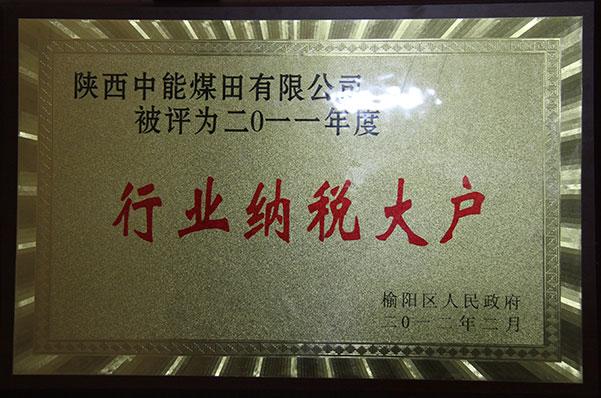 陕西中能煤田有限公司
被评为二0一一年度
行业纳税大户
榆阳区人民政府
二0一二年二月